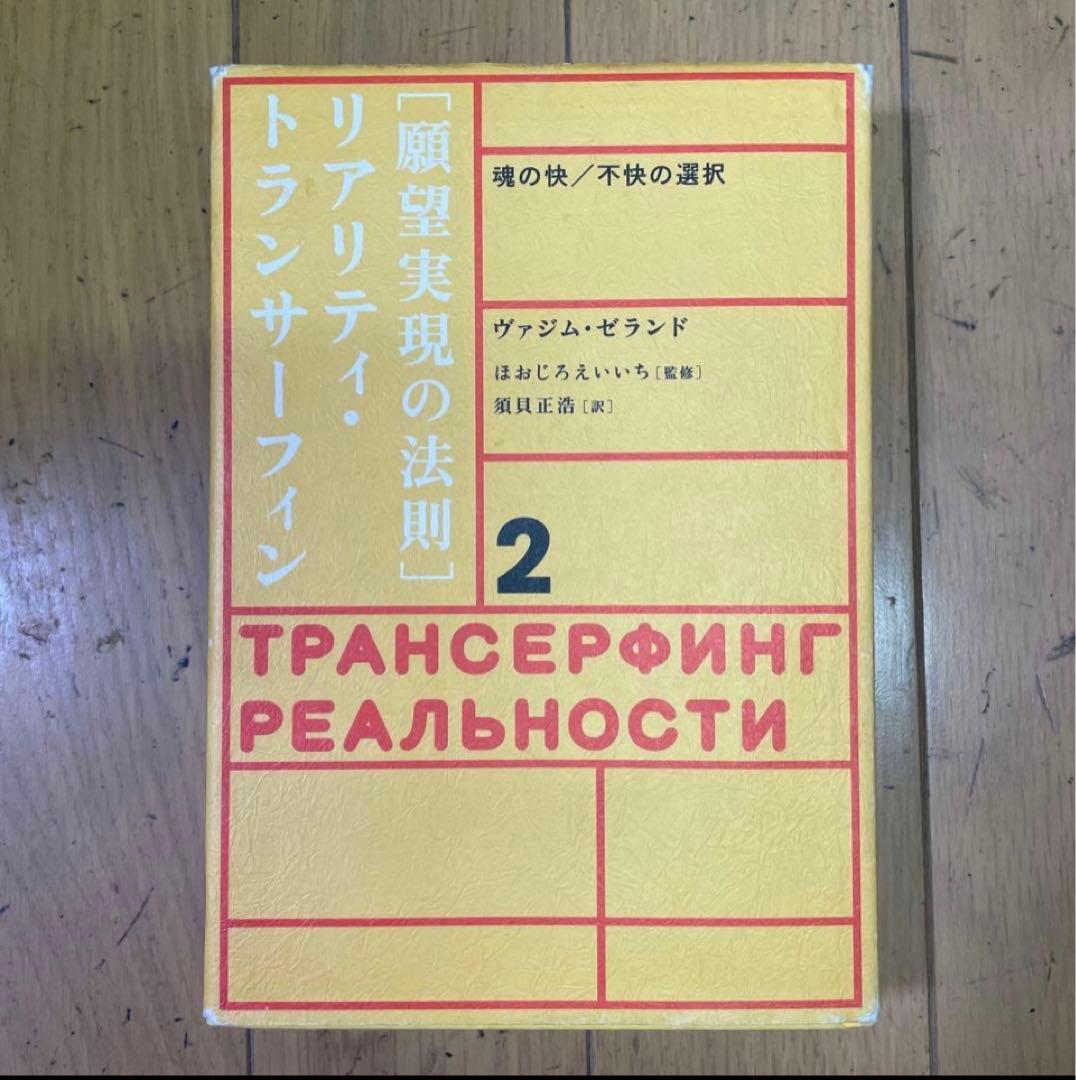 ［願望実現の法則］
リアリティ・
トランサーフィン
魂の快／不快の選択
ヴァジム・ゼランド
ほおじろえいいち［監修］
須貝正浩［訳］
2
ТРАНСЕРФИНГ
РЕАЛЬНОСТИ